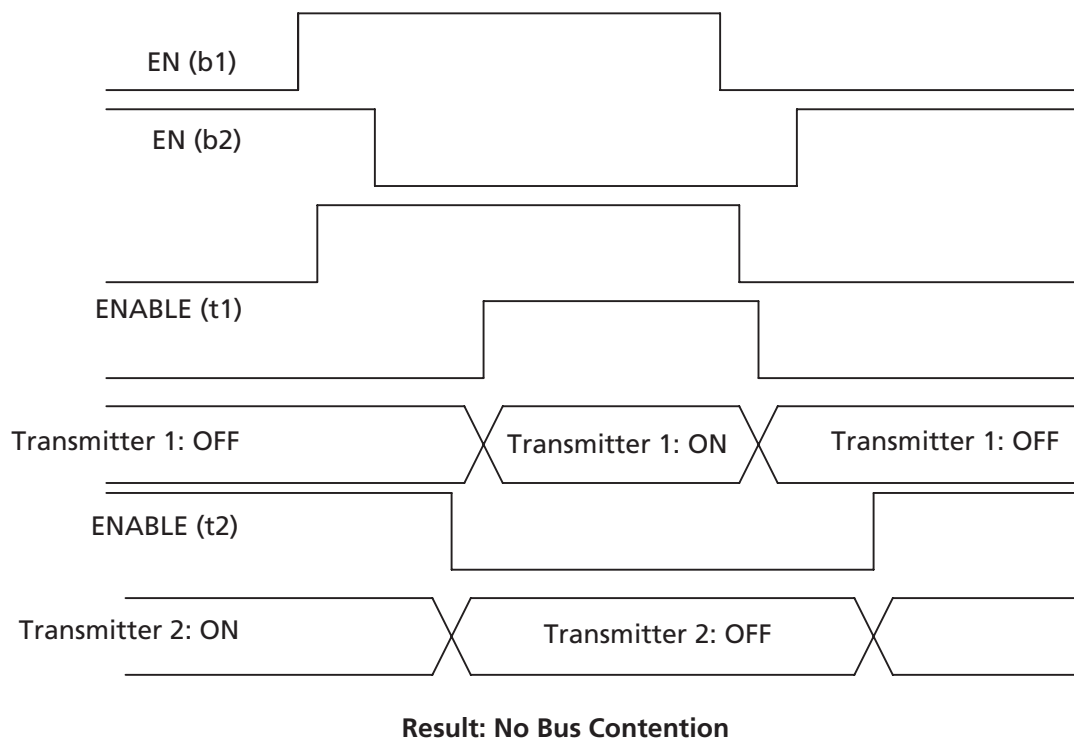 EN (b1)
EN (b2)
ENABLE (t1)
Transmitter 1: OFF
Transmitter 1: ON
Transmitter 1: OFF
ENABLE (t2)
Transmitter 2: ON
Transmitter 2: OFF
Result: No Bus Contention